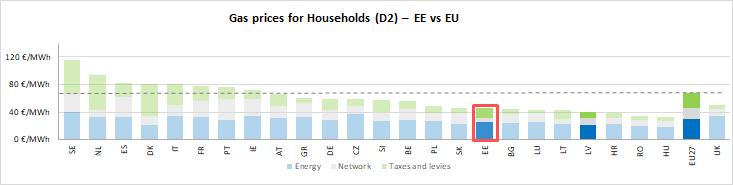 Gas prices for Households (D2) – EE vs EU
120 €/MWh
80 €/MWh
40 €/MWh
0 €/MWh
SE NL ES DK IT FR PT IE AT GR DE CZ SI BE PL SK EE BG LU LT LV HR RO HU EU27 UK
Energy Network Taxes and levies